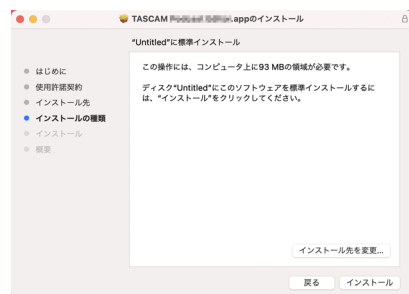 TASCAM .appのインストール
"Untitled"に標準インストール
はじめに
使用許諾契約
インストール先
インストールの種類
インストール
概要
この操作には、コンピュータ上に93 MBの領域が必要です。
ディスク"Untitled"にこのソフトウェアを標準インストールするに
は、"インストール"をクリックしてください。
インストール先を変更...
戻る
インストール